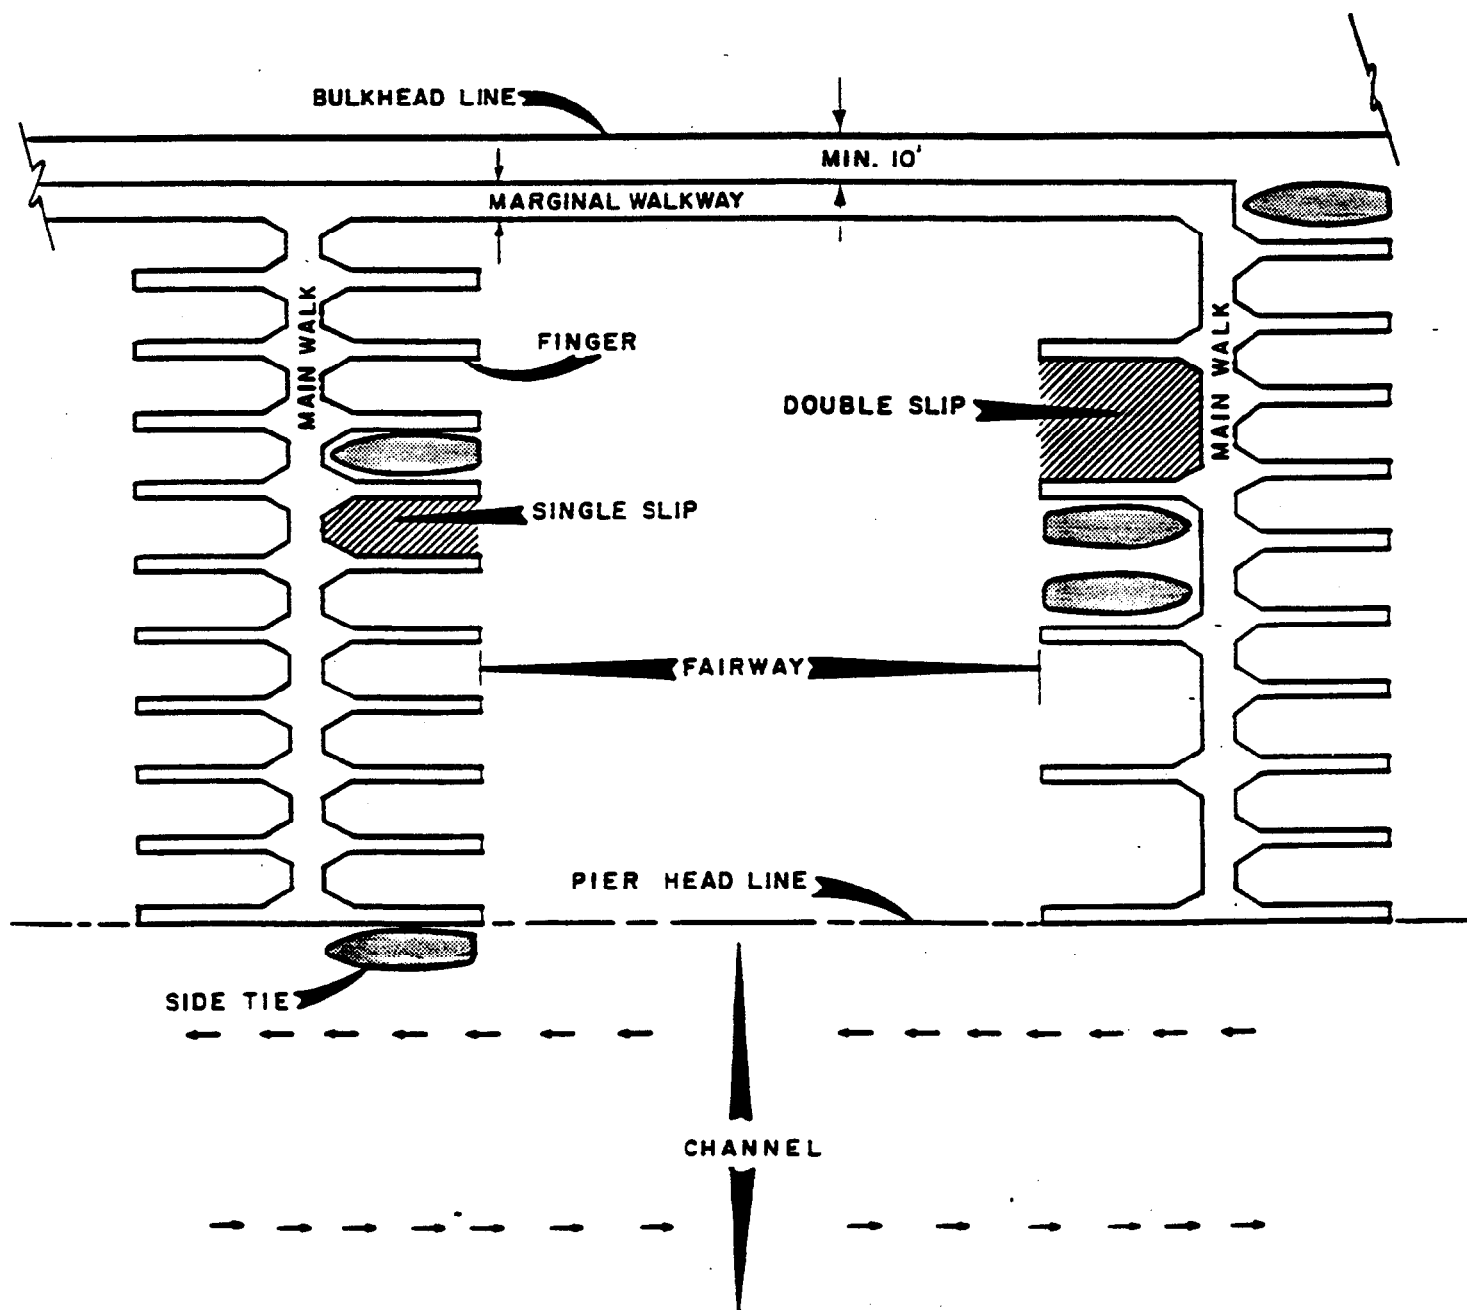 BULKHEAD LINE
MIN. 10'
MARGINAL WALKWAY
MAIN WALK
FINGER
MAIN WALK
DOUBLE SLIP
SINGLE SLIP
FAIRWAY
PIER HEAD LINE
SIDE TIE
CHANNEL